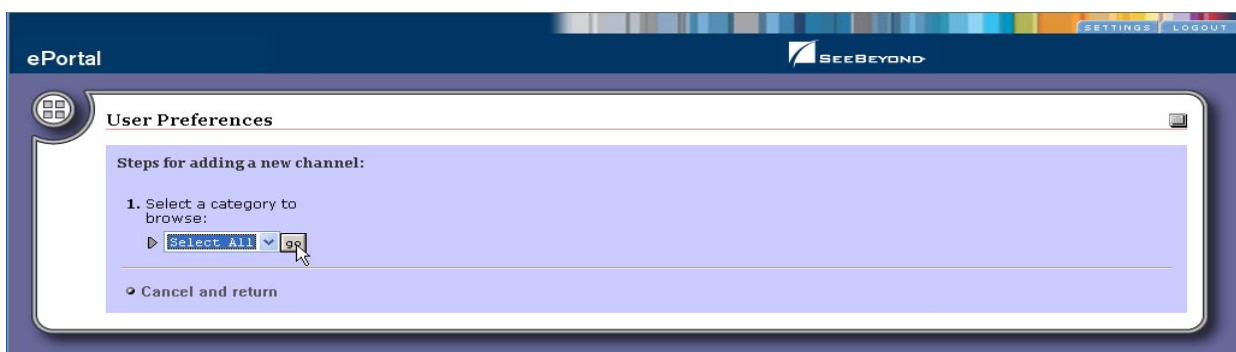 SETTINGS LOGOUT
ePortal
SEEBEYOND
User Preferences
Steps for adding a new channel:
1. Select a category to
browse:
Select All go
Cancel and return